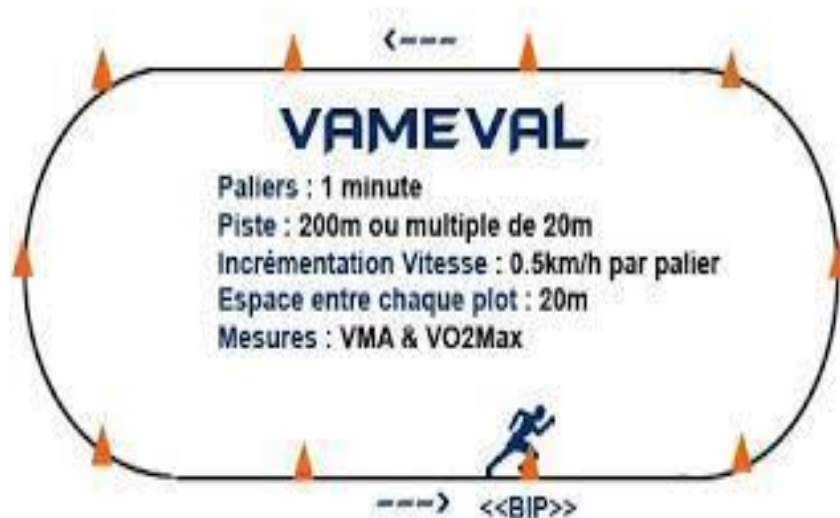 <----
VAMEVAL
Paliers : 1 minute
Piste : 200m ou multiple de 20m
Incrémentation Vitesse : 0.5km/h par palier
Espace entre chaque plot : 20m
Mesures : VMA & VO2Max
----> <<BIP>>